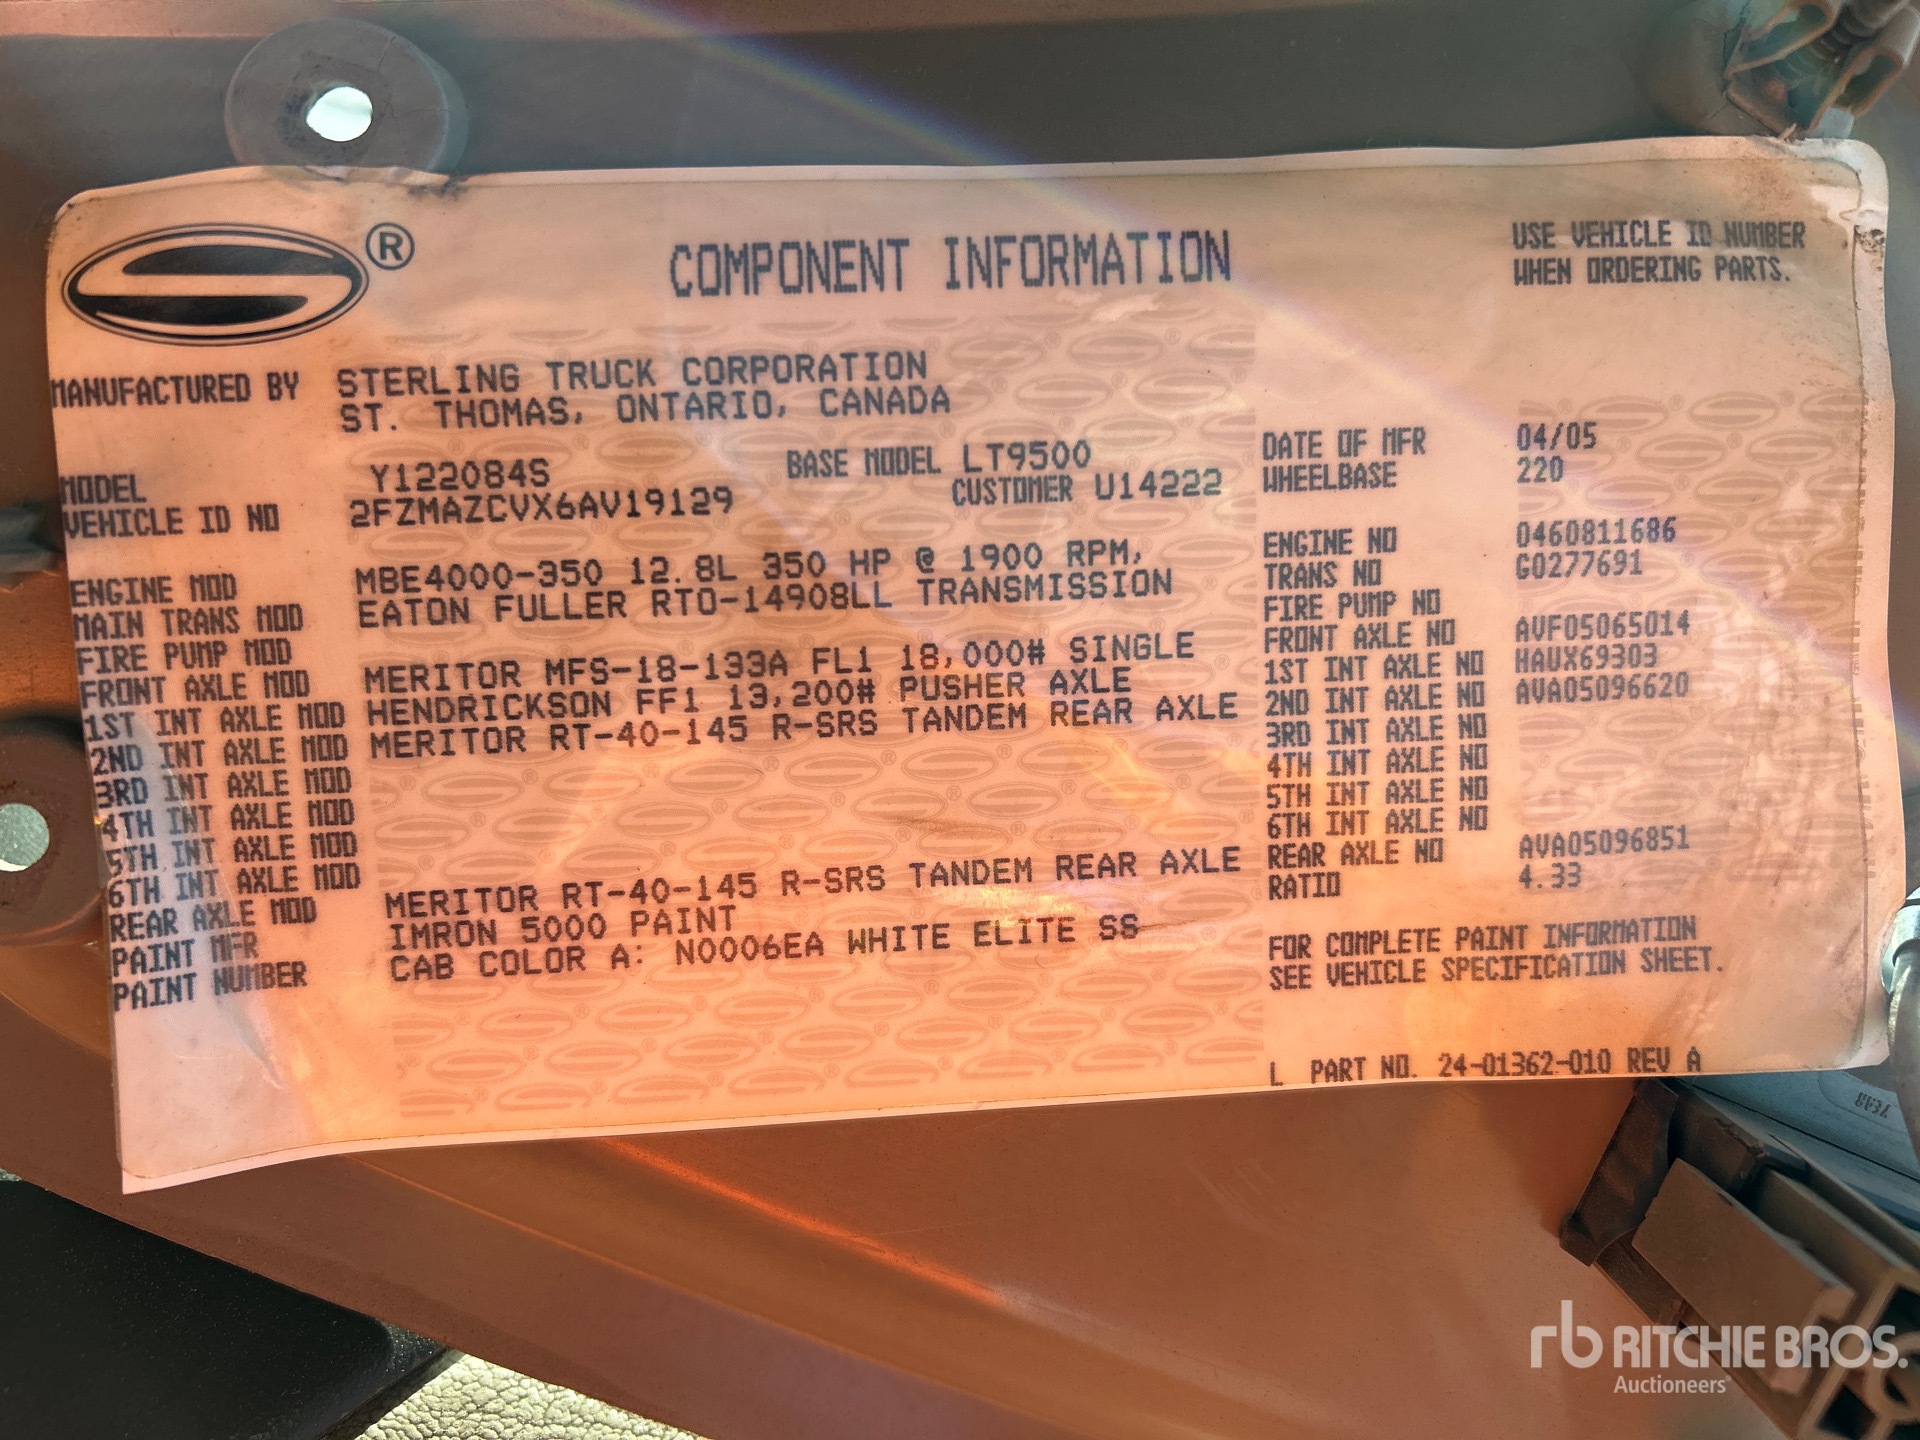 ®
COMPONENT INFORMATION
USE VEHICLE ID NUMBER
WHEN ORDERING PARTS.
MANUFACTURED BY STERLING TRUCK CORPORATION
ST. THOMAS, ONTARIO, CANADA
MODEL Y122084S BASE MODEL LT9500
VEHICLE ID NO 2FZMAZCVX6AV19129 CUSTOMER U14222
DATE OF MFR 04/05
WHEELBASE 220
ENGINE MOD MBE4000-350 12.8L 350 HP @ 1900 RPM,
MAIN TRANS MOD EATON FULLER RTO-14908LL TRANSMISSION
FIRE PUMP MOD
FRONT AXLE MOD MERITOR MFS-18-133A FL1 18,000# SINGLE
1ST INT AXLE MOD HENDRICKSON FF1 13,200# PUSHER AXLE
2ND INT AXLE MOD MERITOR RT-40-145 R-SRS TANDEM REAR AXLE
3RD INT AXLE MOD
4TH INT AXLE MOD
5TH INT AXLE MOD
6TH INT AXLE MOD
REAR AXLE MOD MERITOR RT-40-145 R-SRS TANDEM REAR AXLE
PAINT MFR IMRON 5000 PAINT
PAINT NUMBER CAB COLOR A: N0006EA WHITE ELITE SS
ENGINE NO 0460811686
TRANS NO G0277691
FIRE PUMP NO
FRONT AXLE NO AVF05065014
1ST INT AXLE NO HAUX69303
2ND INT AXLE NO AVA05096620
3RD INT AXLE NO
4TH INT AXLE NO
5TH INT AXLE NO
6TH INT AXLE NO
REAR AXLE NO AVA05096851
RATIO 4.33
FOR COMPLETE PAINT INFORMATION
SEE VEHICLE SPECIFICATION SHEET.
L PART NO. 24-01362-010 REV A
YEAR
rb RITCHIE BROS.
Auctioneers